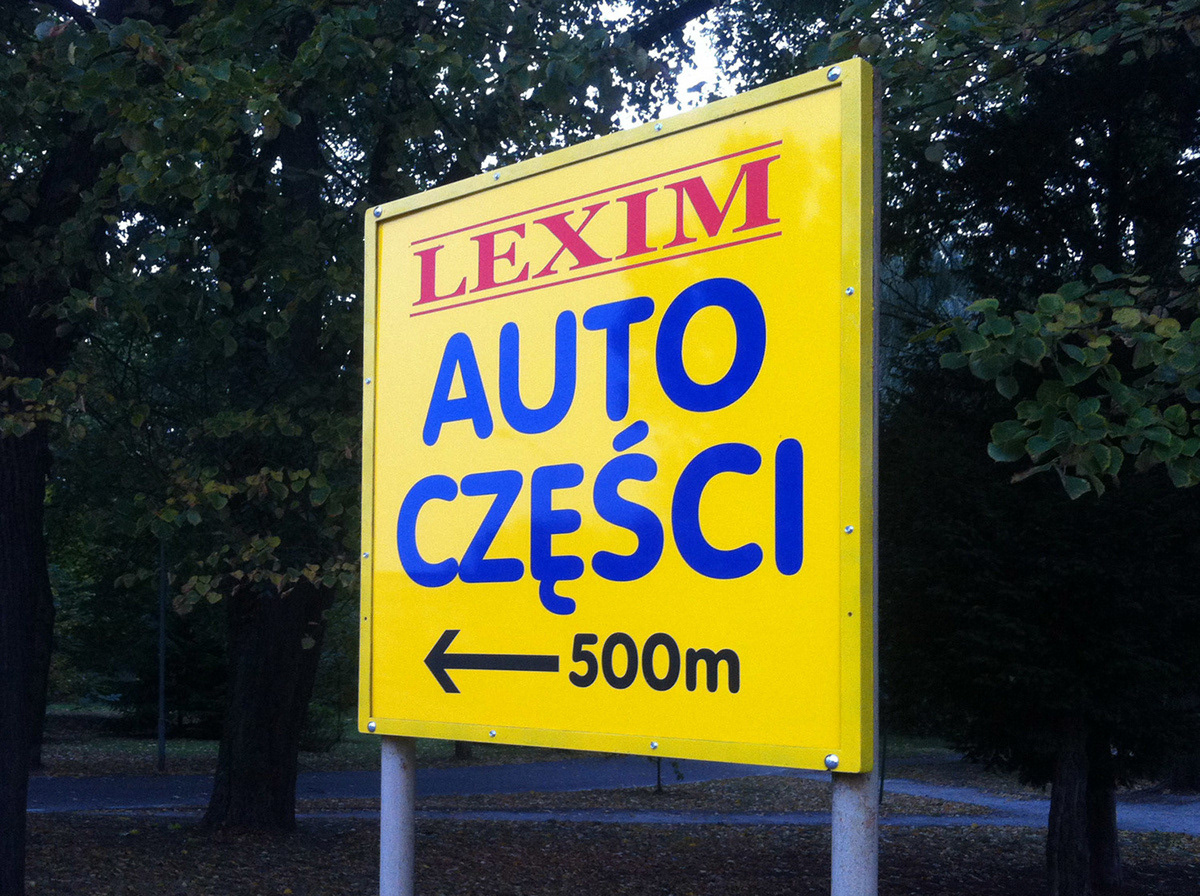 LEXIM
AUTO
CZĘŚCI
← 500m